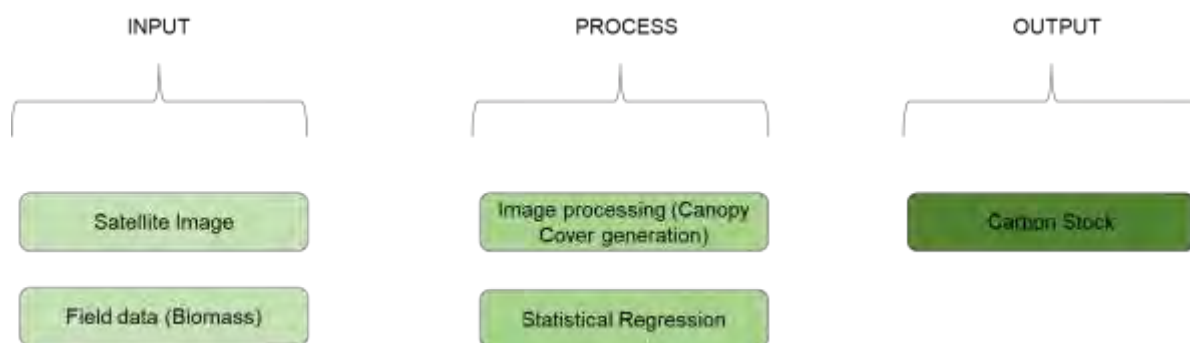 INPUT
PROCESS
OUTPUT
Satellite Image
Image processing (Canopy
Cover generation)
Carbon Stock
Field data (Biomass)
Statistical Regression